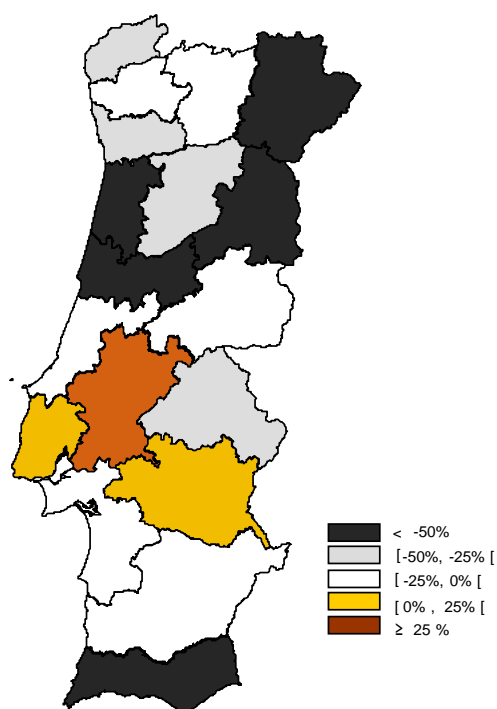 < -50%
[-50%, -25% [
[ -25%, 0% [
[ 0% , 25% [
≥ 25 %